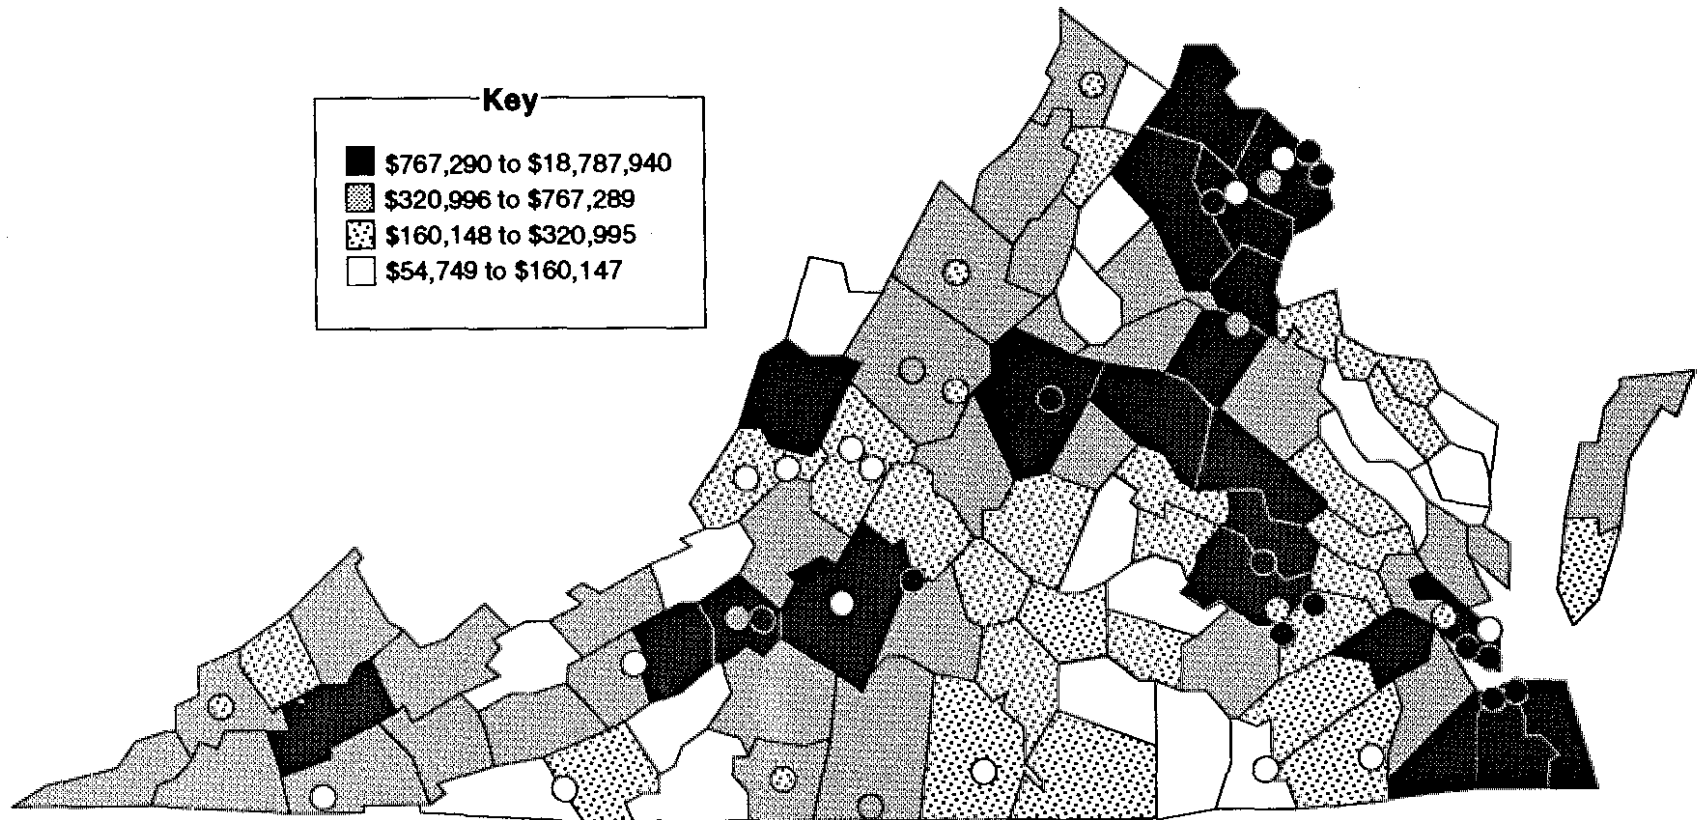 Key
$767,290 to $18,787,940
$320,996 to $767,289
$160,148 to $320,995
$54,749 to $160,147